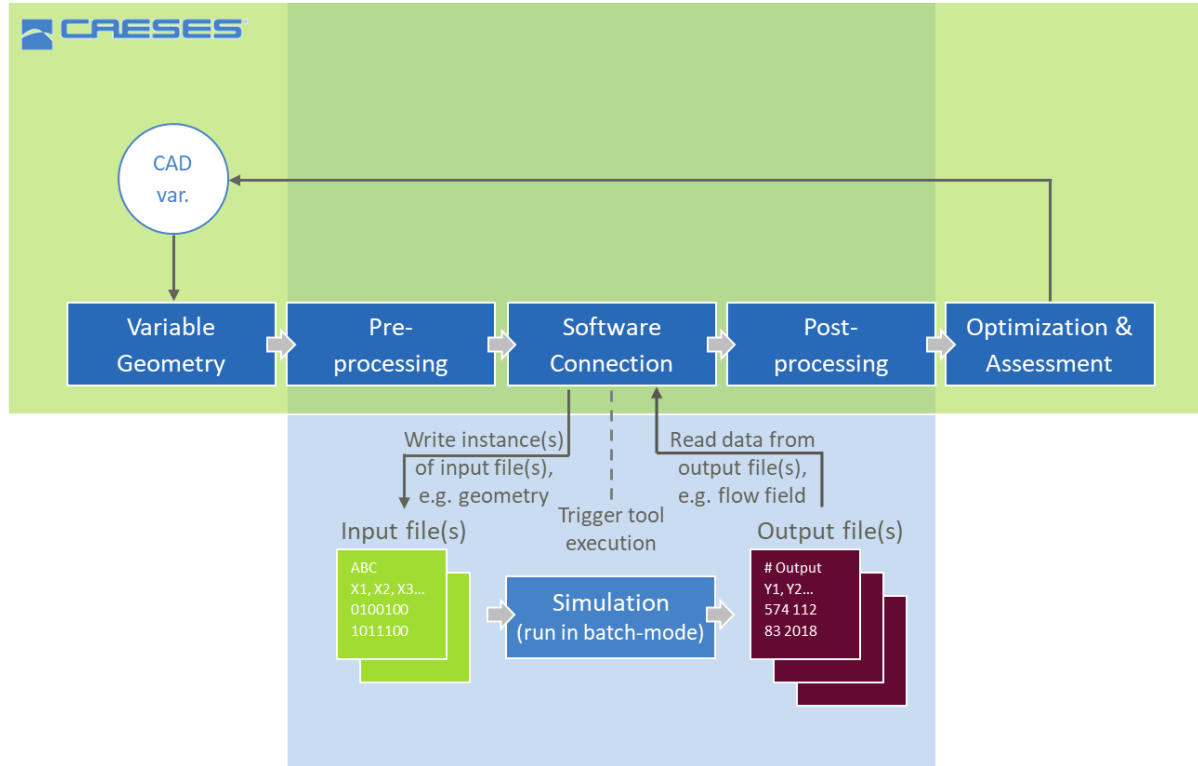 CAESES
CAD
var.
Variable
Geometry
Pre-
processing
Software
Connection
Post-
processing
Optimization &
Assessment
Write instance(s)
of input file(s),
e.g. geometry
Trigger tool
execution
Read data from
output file(s),
e.g. flow field
Input file(s)
ABC
X1, X2, X3...
0100100
1011100
Simulation
(run in batch-mode)
Output file(s)
# Output
Y1, Y2...
574 112
83 2018